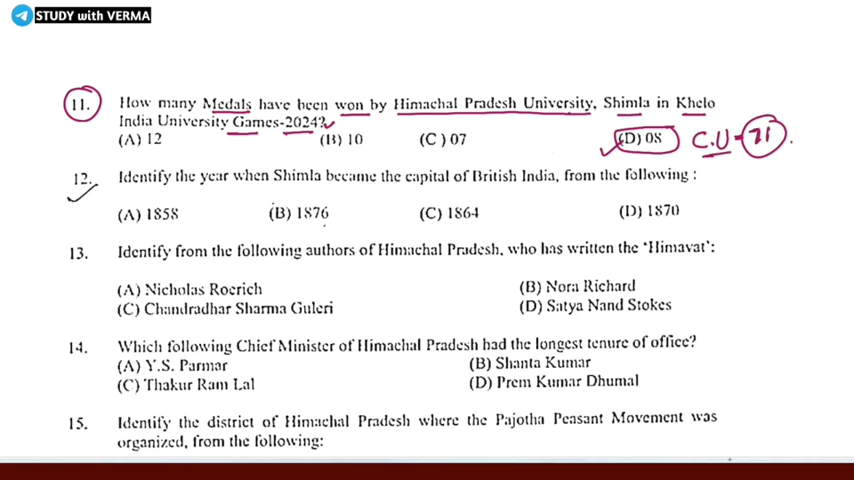 STUDY with VERMA
11. How many Medals have been won by Himachal Pradesh University, Shimla in Khelo
India University Games-2024?
(A) 12 (B) 10 (C ) 07 (D) 08 C.U - 71
12. Identify the year when Shimla became the capital of British India, from the following :
(A) 1858 (B) 1876 (C) 1864 (D) 1870
13. Identify from the following authors of Himachal Pradesh, who has written the ‘Himavat’:
(A) Nicholas Roerich (B) Nora Richard
(C) Chandradhar Sharma Guleri (D) Satya Nand Stokes
14. Which following Chief Minister of Himachal Pradesh had the longest tenure of office?
(A) Y.S. Parmar (B) Shanta Kumar
(C) Thakur Ram Lal (D) Prem Kumar Dhumal
15. Identify the district of Himachal Pradesh where the Pajotha Peasant Movement was
organized, from the following: